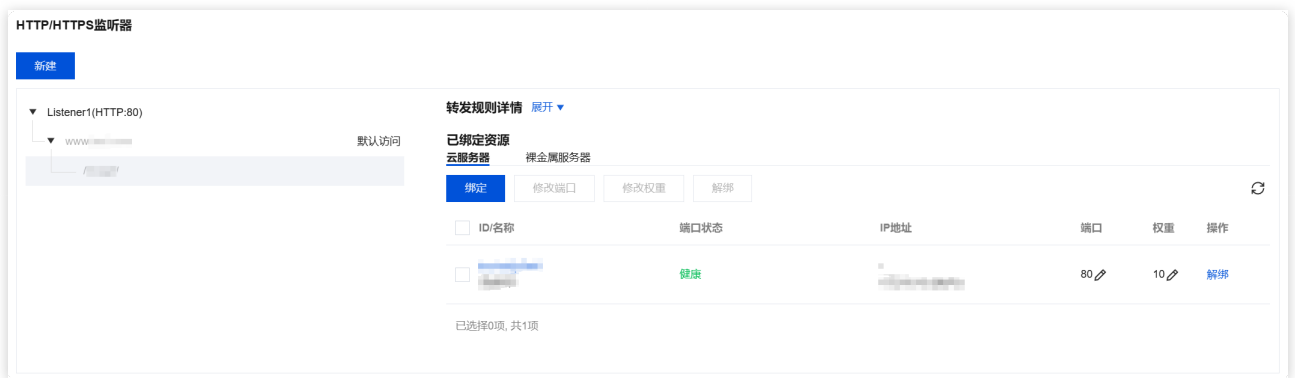 HTTP/HTTPS监听器
新建
Listener1(HTTP:80)
www
默认访问
转发规则详情 展开
已绑定资源
云服务器 裸金属服务器
绑定 修改端口 修改权重 解绑
ID/名称 端口状态 IP地址 端口 权重 操作
健康 80 10 解绑
已选择0项, 共1项